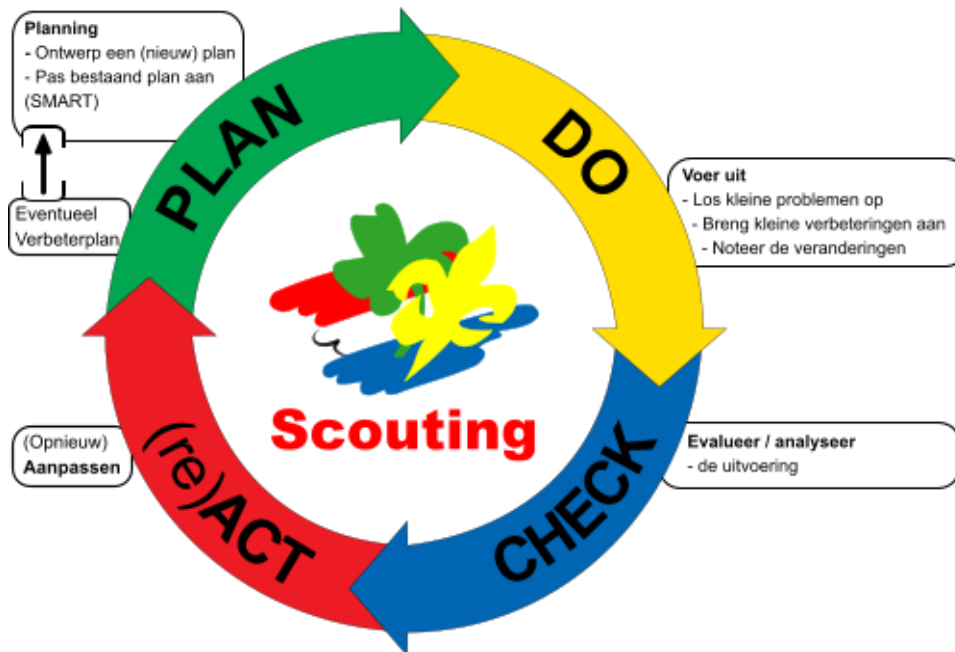 Planning
- Ontwerp een (nieuw) plan
- Pas bestaand plan aan
(SMART)
Eventueel
Verbeterplan
PLAN
DO
Voer uit
- Los kleine problemen op
- Breng kleine verbeteringen aan
- Noteer de veranderingen
Scouting
(Opnieuw)
Aanpassen
(re)ACT
CHECK
Evalueer / analyseer
- de uitvoering